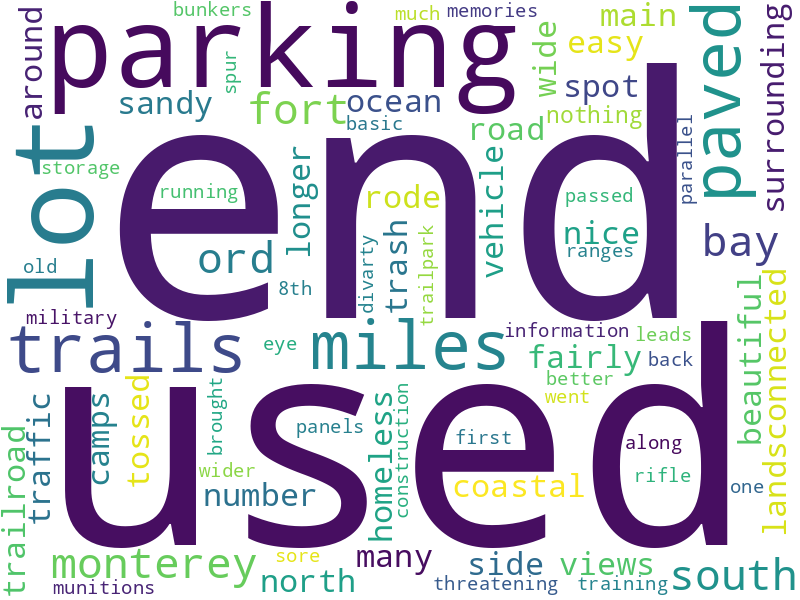 bunkers
much
memories
parking
main
around
spur
wide
easy
surrounding
sandy
fort
ocean
spot
paved
basic
road
nothing
lot
end
parallel
storage
longer
vehicle
running
rode
passed
nice
bay
ord
trash
ranges
old
8th
divarty
trailpark
military
trails
eye
miles
information
leads
beautiful
landsconnected
fairly
back
better
went
used
tossed
camps
traffic
trailroad
brought
homeless
construction
panels
first
along
wider
rifle
number
coastal
one
monterey
sore
many
side
views
south
munitions
north
threatening
training